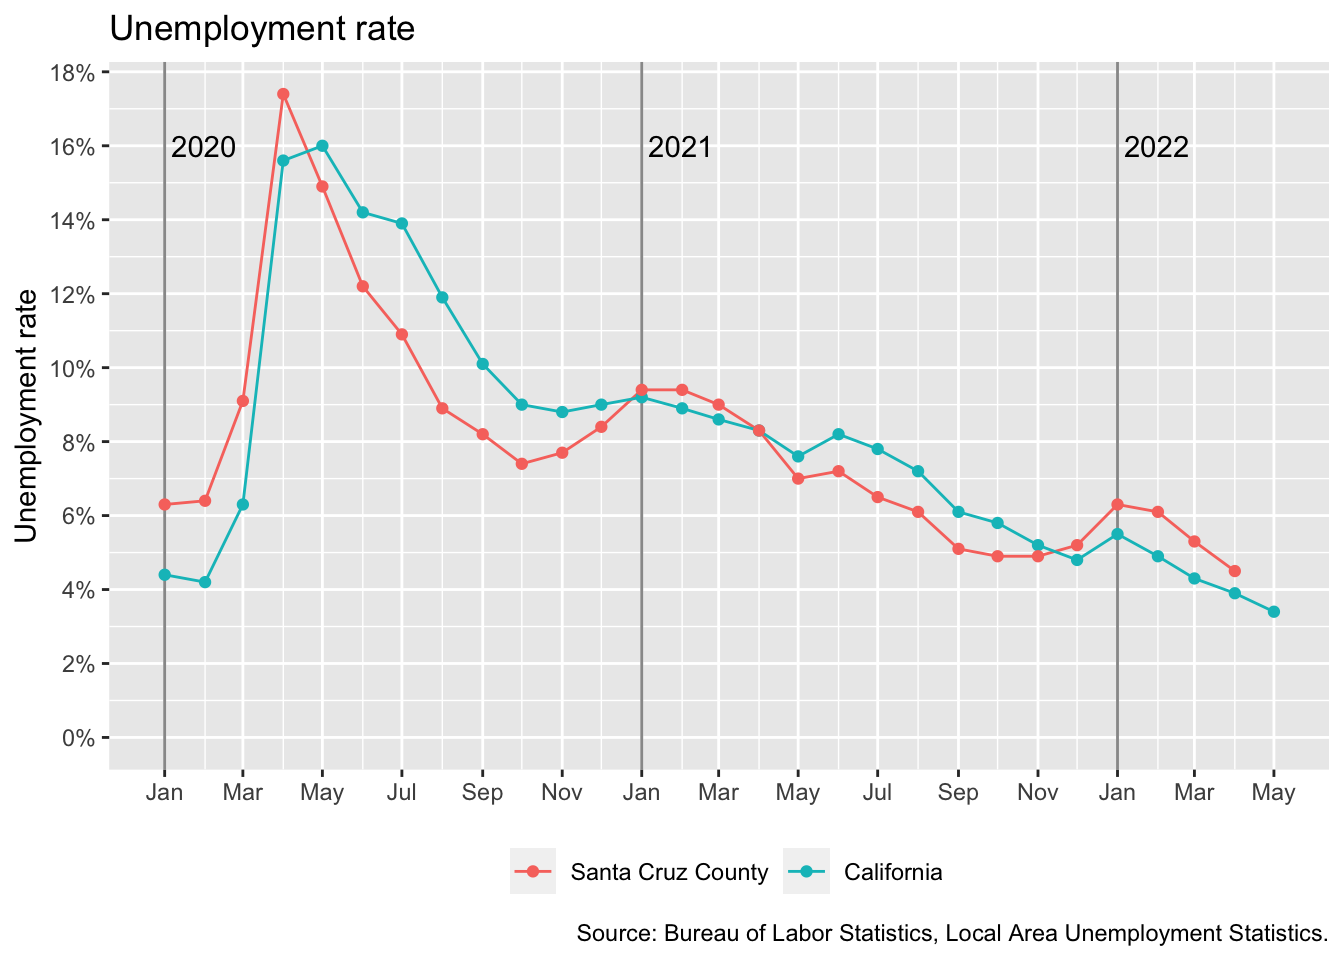 Unemployment rate
18%
16%
14%
12%
10%
8%
6%
4%
2%
0%
Unemployment rate
2020 2021 2022
Jan Mar May Jul Sep Nov Jan Mar May Jul Sep Nov Jan Mar May
Santa Cruz County California
Source: Bureau of Labor Statistics, Local Area Unemployment Statistics.